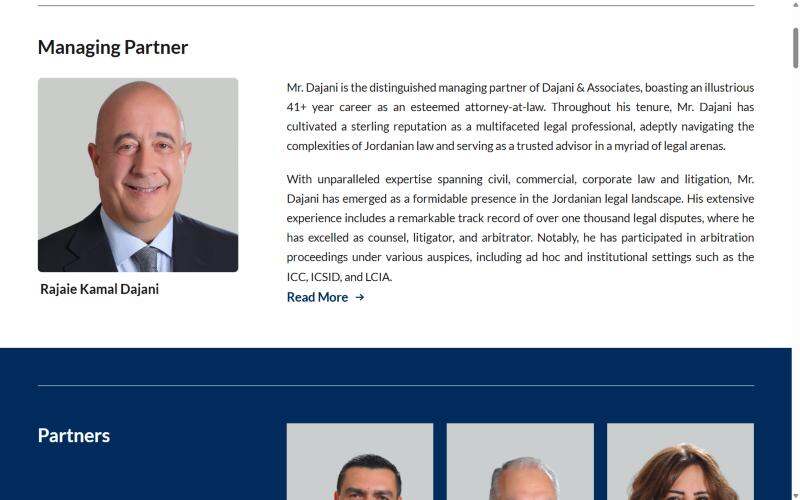 Managing Partner
Mr. Dajani is the distinguished managing partner of Dajani & Associates, boasting an illustrious
41+ year career as an esteemed attorney-at-law. Throughout his tenure, Mr. Dajani has
cultivated a sterling reputation as a multifaceted legal professional, adeptly navigating the
complexities of Jordanian law and serving as a trusted advisor in a myriad of legal arenas.
With unparalleled expertise spanning civil, commercial, corporate law and litigation, Mr.
Dajani has emerged as a formidable presence in the Jordanian legal landscape. His extensive
experience includes a remarkable track record of over one thousand legal disputes, where he
has excelled as counsel, litigator, and arbitrator. Notably, he has participated in arbitration
proceedings under various auspices, including ad hoc and institutional settings such as the
ICC, ICSID, and LCIA.
Read More →
Rajaie Kamal Dajani
Partners